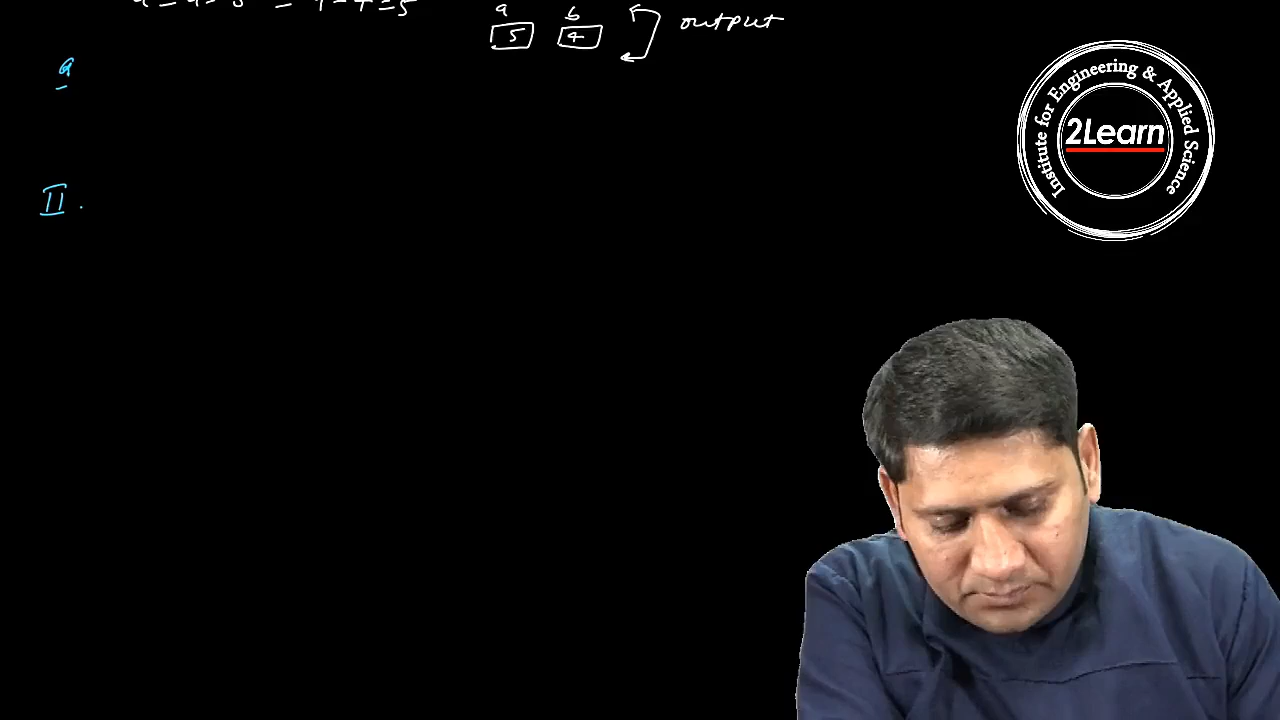 a b
5 4 output
Q
II.
Institute for Engineering & Applied Science
2Learn